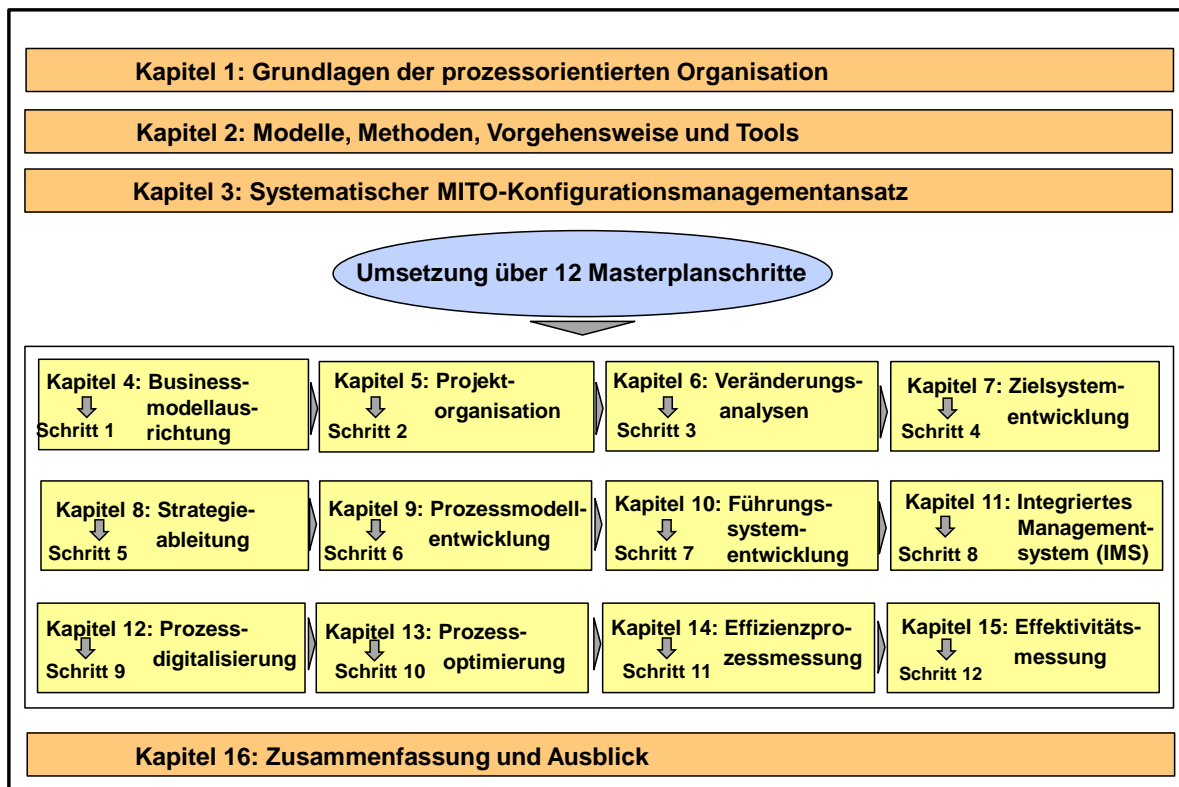 Kapitel 1: Grundlagen der prozessorientierten Organisation
Kapitel 2: Modelle, Methoden, Vorgehensweise und Tools
Kapitel 3: Systematischer MITO-Konfigurationsmanagementansatz
Umsetzung über 12 Masterplanschritte
Kapitel 4: Business-
modellaus-
richtung
Schritt 1
Kapitel 5: Projekt-
organisation
Schritt 2
Kapitel 6: Veränderungs-
analysen
Schritt 3
Kapitel 7: Zielsystem-
entwicklung
Schritt 4
Kapitel 8: Strategie-
ableitung
Schritt 5
Kapitel 9: Prozessmodell-
entwicklung
Schritt 6
Kapitel 10: Führungs-
system-
entwicklung
Schritt 7
Kapitel 11: Integriertes
Management-
system (IMS)
Schritt 8
Kapitel 12: Prozess-
digitalisierung
Schritt 9
Kapitel 13: Prozess-
optimierung
Schritt 10
Kapitel 14: Effizienzpro-
zessmessung
Schritt 11
Kapitel 15: Effektivitäts-
messung
Schritt 12
Kapitel 16: Zusammenfassung und Ausblick